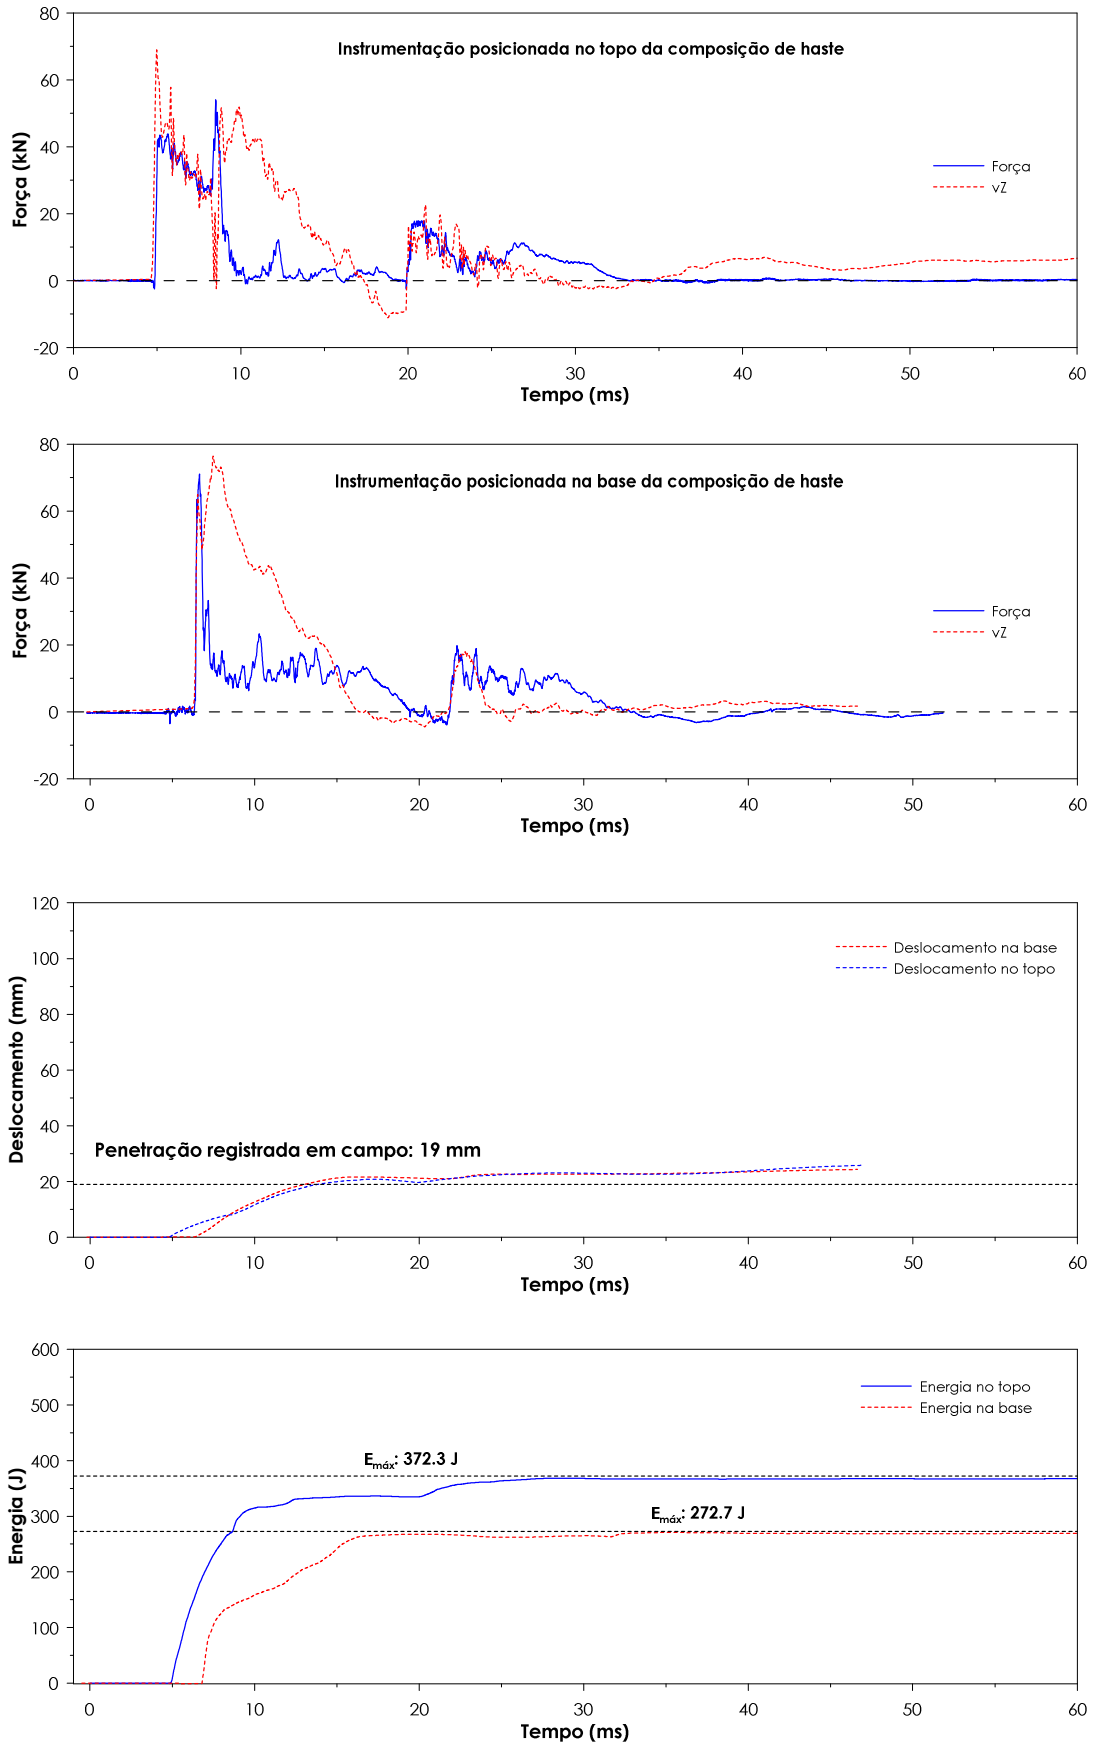 Instrumentação posicionada no topo da composição de haste
Força (kN)
80
60
40
20
0
-20
Força
vZ
0 10 20 30 40 50 60
Tempo (ms)
Instrumentação posicionada na base da composição de haste
Força (kN)
80
60
40
20
0
-20
Força
vZ
0 10 20 30 40 50 60
Tempo (ms)
Deslocamento (mm)
120
100
80
60
40
20
0
Deslocamento na base
Deslocamento no topo
Penetração registrada em campo: 19 mm
0 10 20 30 40 50 60
Tempo (ms)
Energia (J)
600
500
400
300
200
100
0
Energia no topo
Energia na base
Emáx: 372.3 J
Emáx: 272.7 J
0 10 20 30 40 50 60
Tempo (ms)